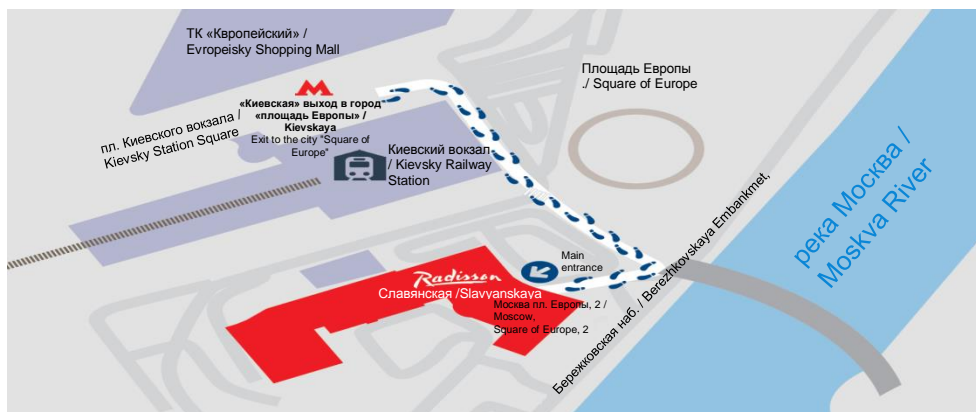 ТК «Квропейский» /
Evropeisky Shopping Mall
Площадь Европы
./ Square of Europe
«Киевская» выход в город
«площадь Европы» /
Kievskaya
Exit to the city "Square of
Europe"
пл. Киевского вокзала /
Kievsky Station Square
Киевский вокзал
/ Kievsky Railway
Station
река Москва /
Moskva River
Бережковская наб. / Berezhkovskaya Embankmet,
Main
entrance
Radisson
Славянская /Slavyanskaya
Москва пл. Европы, 2 /
Moscow,
Square of Europe, 2